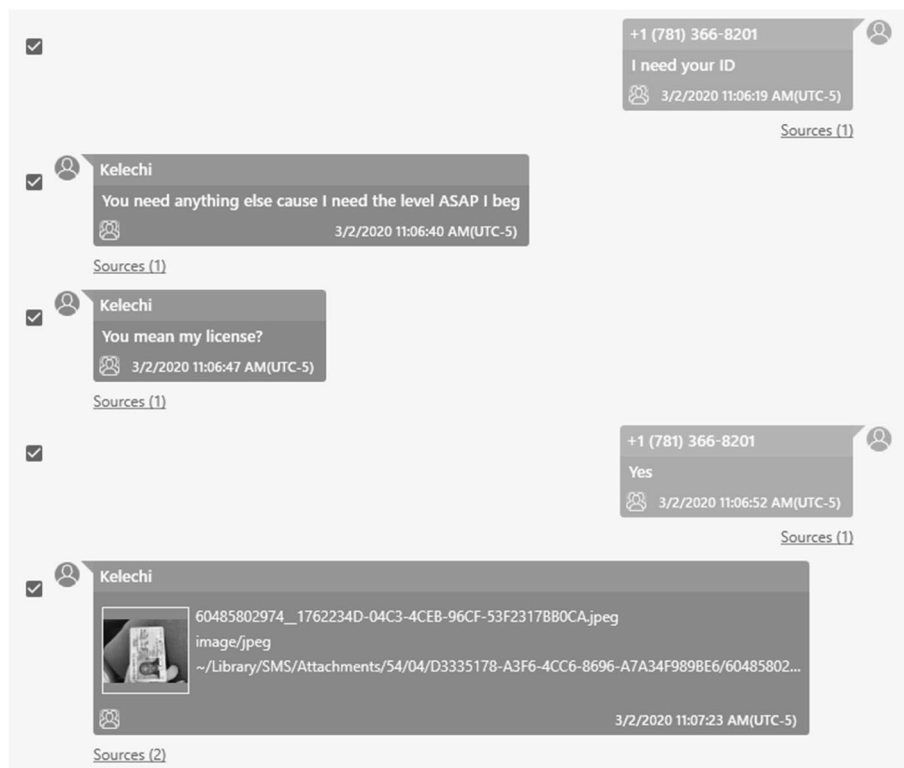 +1 (781) 366-8201
I need your ID
3/2/2020 11:06:19 AM(UTC-5)
Sources (1)
Kelechi
You need anything else cause I need the level ASAP I beg
3/2/2020 11:06:40 AM(UTC-5)
Sources (1)
Kelechi
You mean my license?
3/2/2020 11:06:47 AM(UTC-5)
Sources (1)
+1 (781) 366-8201
Yes
3/2/2020 11:06:52 AM(UTC-5)
Sources (1)
Kelechi
60485802974__1762234D-04C3-4CEB-96CF-53F2317BB0CA.jpeg
image/jpeg
~/Library/SMS/Attachments/54/04/D3335178-A3F6-4CC6-8696-A7A34F989BE6/60485802...
3/2/2020 11:07:23 AM(UTC-5)
Sources (2)